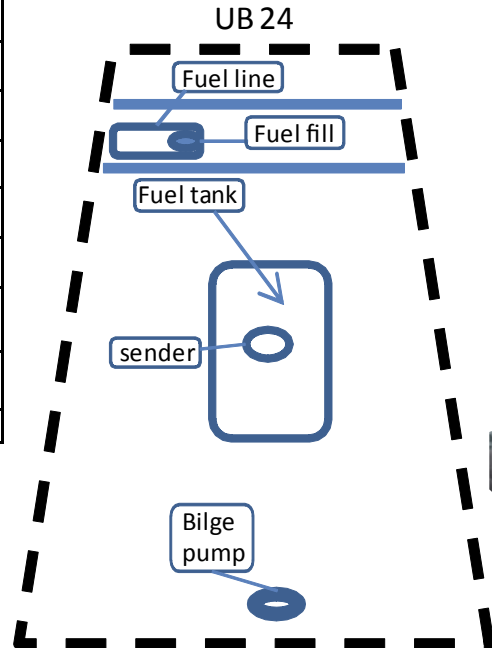 UB 24
Fuel line
Fuel fill
Fuel tank
sender
Bilge
pump